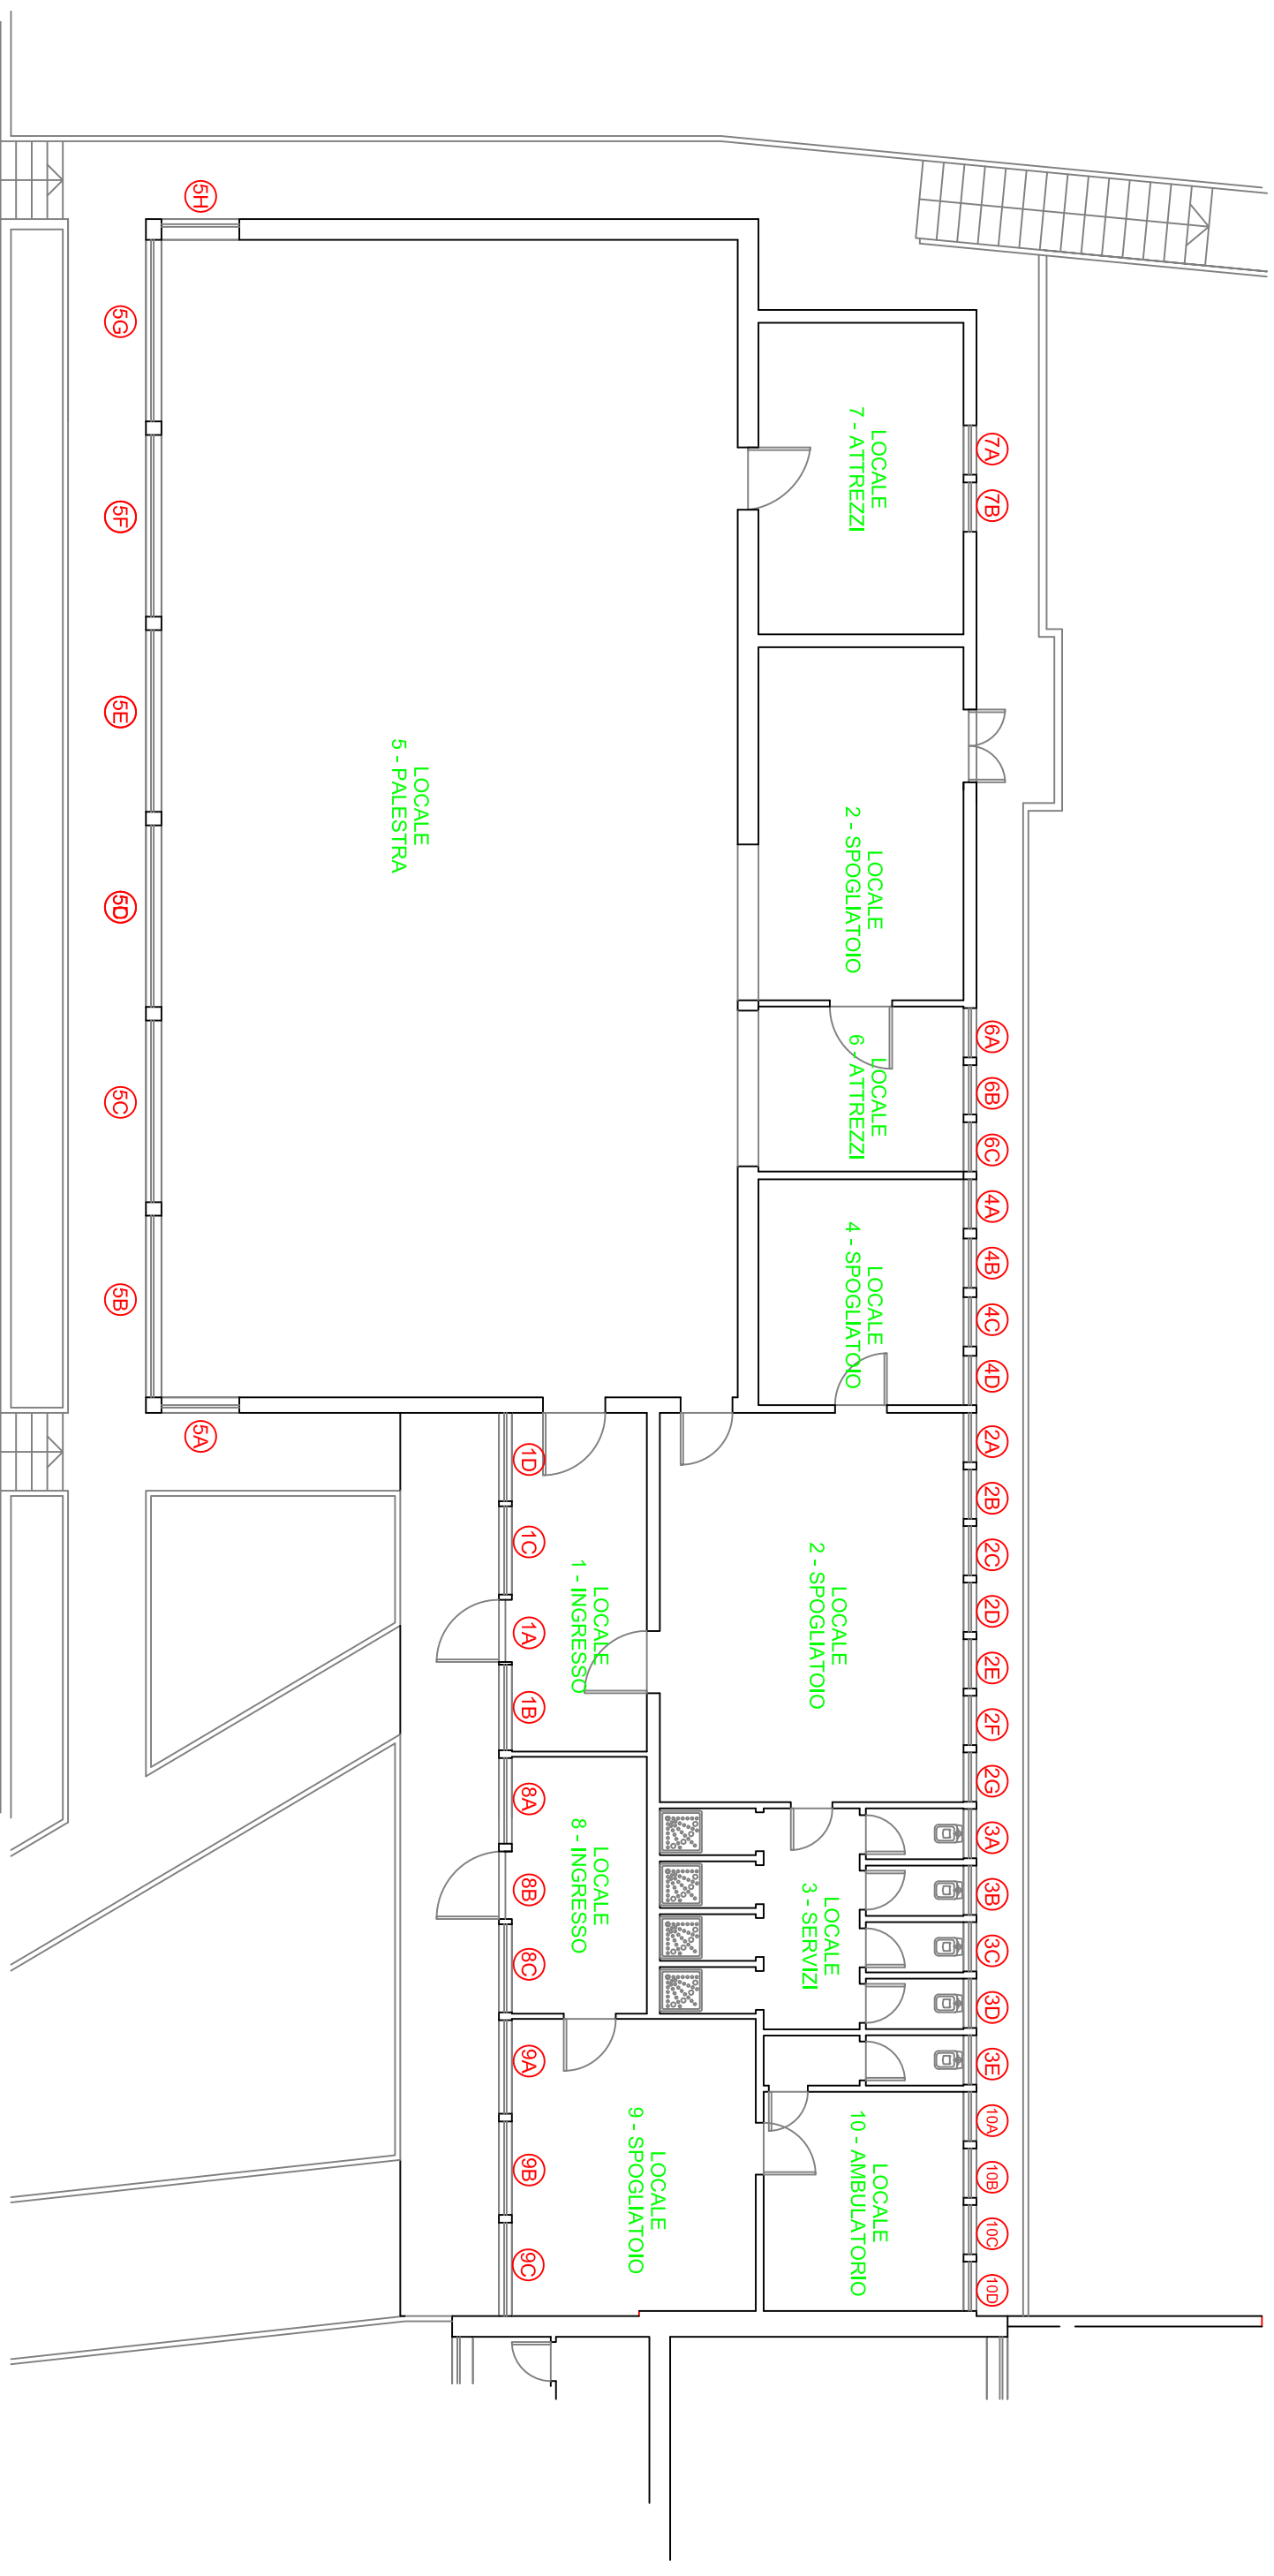 5H
5G
5F
5E
5D
5C
5B
5A
LOCALE
5 - PALESTRA
LOCALE
7 - ATTREZZI
7A
7B
LOCALE
2 - SPOGLIATOIO
LOCALE
6 - ATTREZZI
6A
6B
6C
LOCALE
4 - SPOGLIATOIO
4A
4B
4C
4D
LOCALE
2 - SPOGLIATOIO
2A
2B
2C
2D
2E
2F
2G
LOCALE
1 - INGRESSO
1D
1C
1A
1B
LOCALE
8 - INGRESSO
8A
8B
8C
LOCALE
3 - SERVIZI
3A
3B
3C
3D
3E
LOCALE
9 - SPOGLIATOIO
9A
9B
9C
LOCALE
10 - AMBULATORIO
10A
10B
10C
10D